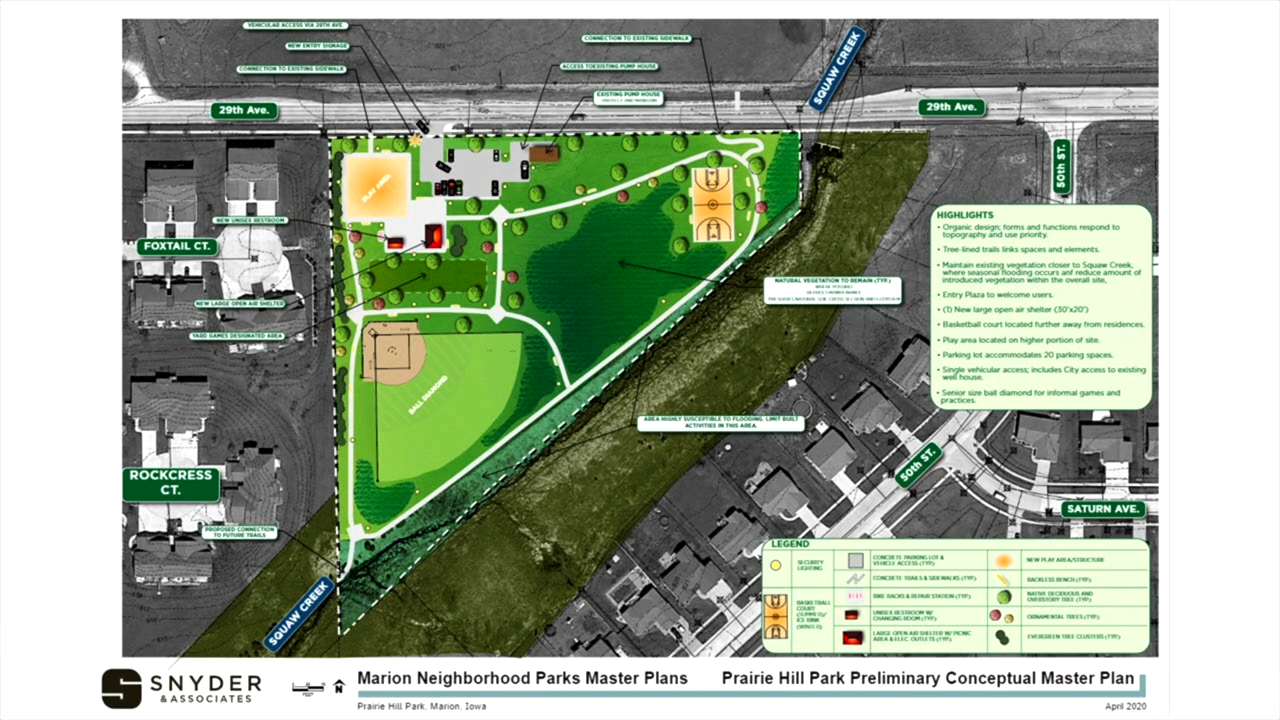 VEHICULAR ACCESS VIA 29TH AVE.
NEW ENTRY SIGNAGE
CONNECTION TO EXISTING SIDEWALK
CONNECTION TO EXISTING SIDEWALK
ACCESS TOEXISTING PUMP HOUSE
EXISTING PUMP HOUSE
SQUAW CREEK
29th Ave.
29th Ave.
50th ST.
PLAY AREA
NEW UNISEX RESTROOM
FOXTAIL CT.
NEW LARGE OPEN AIR SHELTER
YARD GAMES DESIGNATED AREA
NATURAL VEGETATION TO REMAIN (TYP.)
BALL DIAMOND
AREA HIGHLY SUSCEPTIBLE TO FLOODING. LIMIT BUILT
ACTIVITIES IN THIS AREA.
ROCKCRESS
CT.
PROPOSED CONNECTION
TO FUTURE TRAILS
SQUAW CREEK
50th ST.
SATURN AVE.
HIGHLIGHTS
• Organic design; forms and functions respond to
topography and use priority.
• Tree-lined trails links spaces and elements.
• Maintain existing vegetation closer to Squaw Creek,
where seasonal flooding occurs anf reduce amount of
introduced vegetation within the overall site,
• Entry Plaza to welcome users.
• (1) New large open air shelter (30'x20')
• Basketball court located further away from residences.
• Play area located on higher portion of site.
• Parking lot accommodates 20 parking spaces.
• Single vehicular access; includes City access to existing
well house.
• Senior size ball diamond for informal games and
practices.
LEGEND
SECURITY
LIGHTING
BASKETBALL
COURT
(SUMMER)/
ICE RINK
(WINTER)
CONCRETE PARKING LOT &
VEHICLE ACCESS (TYP)
CONCRETE TRAILS & SIDEWALKS (TYP)
BIKE RACKS & REPAIR STATION (TYP)
UNISEX RESTROOM W/
CHANGING ROOM (TYP)
LARGE OPEN AIR SHELTER W/ PICNIC
AREA & ELEC. OUTLETS (TYP)
NEW PLAY AREA/STRUCTURE
BACKLESS BENCH (TYP)
NATIVE DECIDUOUS AND
OVERSTORY TREE (TYP)
ORNAMENTAL TREES (TYP)
EVERGREEN TREE CLUSTERS (TYP)
SNYDER
& ASSOCIATES
N
Marion Neighborhood Parks Master Plans
Prairie Hill Park Preliminary Conceptual Master Plan
Prairie Hill Park, Marion, Iowa
April 2020